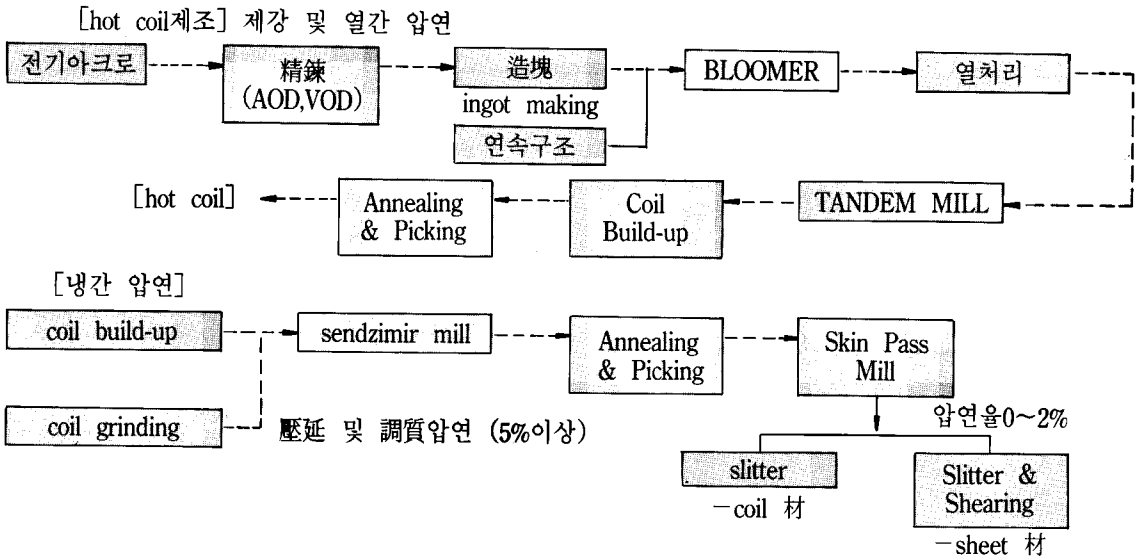 [hot coil제조] 제강 및 열간 압연
전기아크로
精鍊
(AOD,VOD)
造塊
ingot making
연속구조
BLOOMER
열처리
TANDEM MILL
Coil
Build-up
Annealing
& Picking
[hot coil]
[냉간 압연]
coil build-up
coil grinding
sendzimir mill
壓延 및 調質압연 (5%이상)
Annealing
& Picking
Skin Pass
Mill
압연율0~2%
slitter
－coil 材
Slitter &
Shearing
－sheet 材